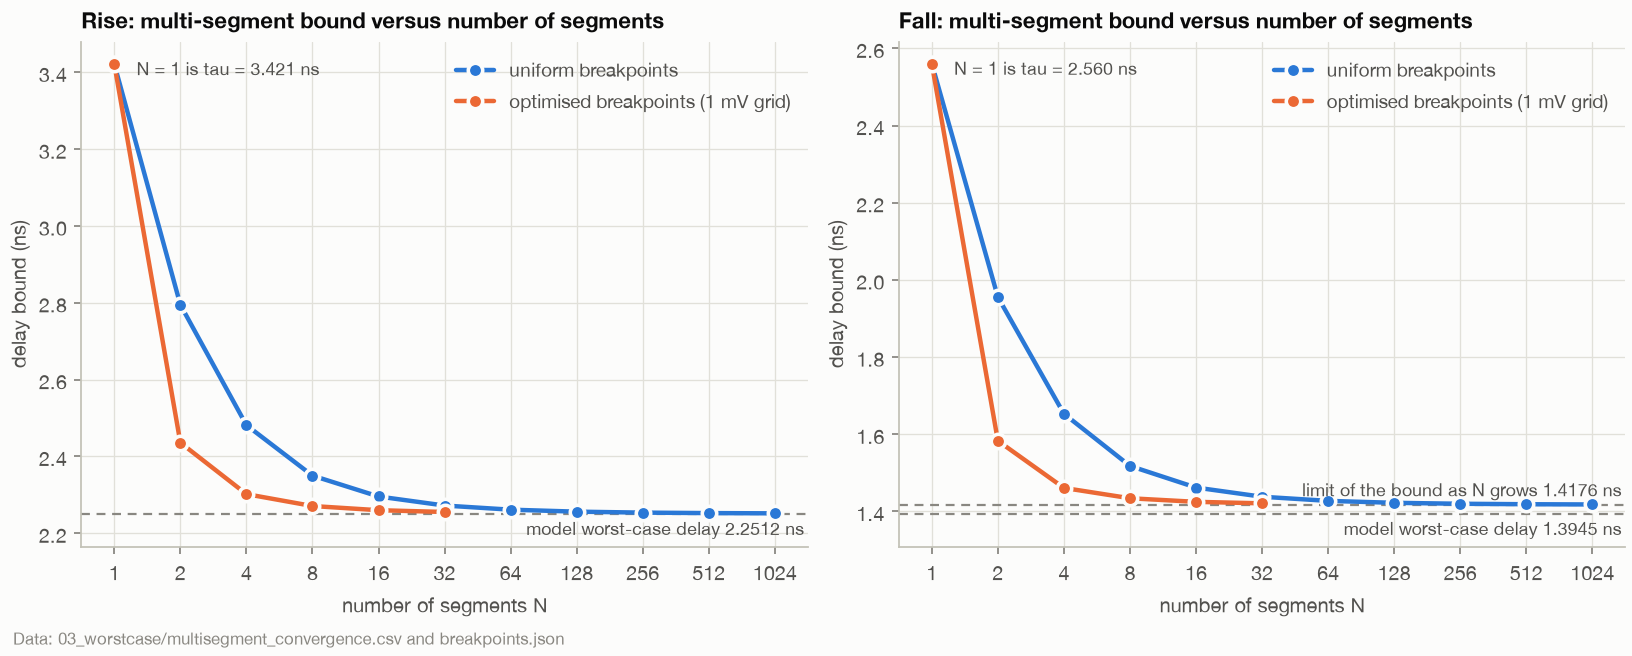 Rise: multi-segment bound versus number of segments
N = 1 is tau = 3.421 ns
uniform breakpoints
optimised breakpoints (1 mV grid)
3.4
3.2
3.0
2.8
2.6
2.4
2.2
delay bound (ns)
model worst-case delay 2.2512 ns
1 2 4 8 16 32 64 128 256 512 1024
number of segments N
Fall: multi-segment bound versus number of segments
N = 1 is tau = 2.560 ns
uniform breakpoints
optimised breakpoints (1 mV grid)
2.6
2.4
2.2
2.0
1.8
1.6
1.4
delay bound (ns)
limit of the bound as N grows 1.4176 ns
model worst-case delay 1.3945 ns
1 2 4 8 16 32 64 128 256 512 1024
number of segments N
Data: 03_worstcase/multisegment_convergence.csv and breakpoints.json